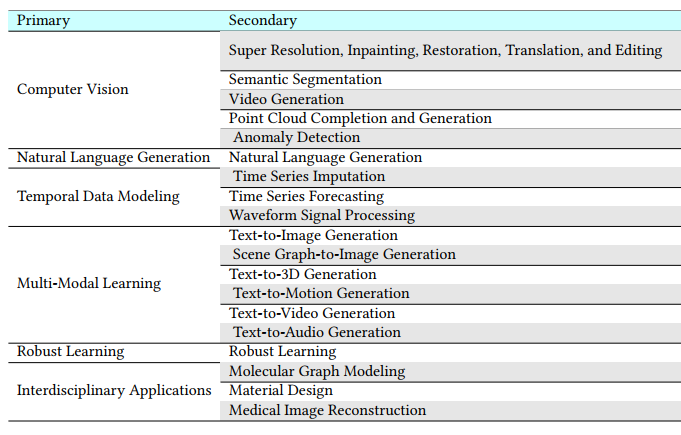 Primary Secondary
Super Resolution, Inpainting, Restoration, Translation, and Editing
Semantic Segmentation
Computer Vision Video Generation
Point Cloud Completion and Generation
Anomaly Detection
Natural Language Generation Natural Language Generation
Time Series Imputation
Temporal Data Modeling Time Series Forecasting
Waveform Signal Processing
Text-to-Image Generation
Scene Graph-to-Image Generation
Text-to-3D Generation
Multi-Modal Learning Text-to-Motion Generation
Text-to-Video Generation
Text-to-Audio Generation
Robust Learning Robust Learning
Molecular Graph Modeling
Interdisciplinary Applications Material Design
Medical Image Reconstruction